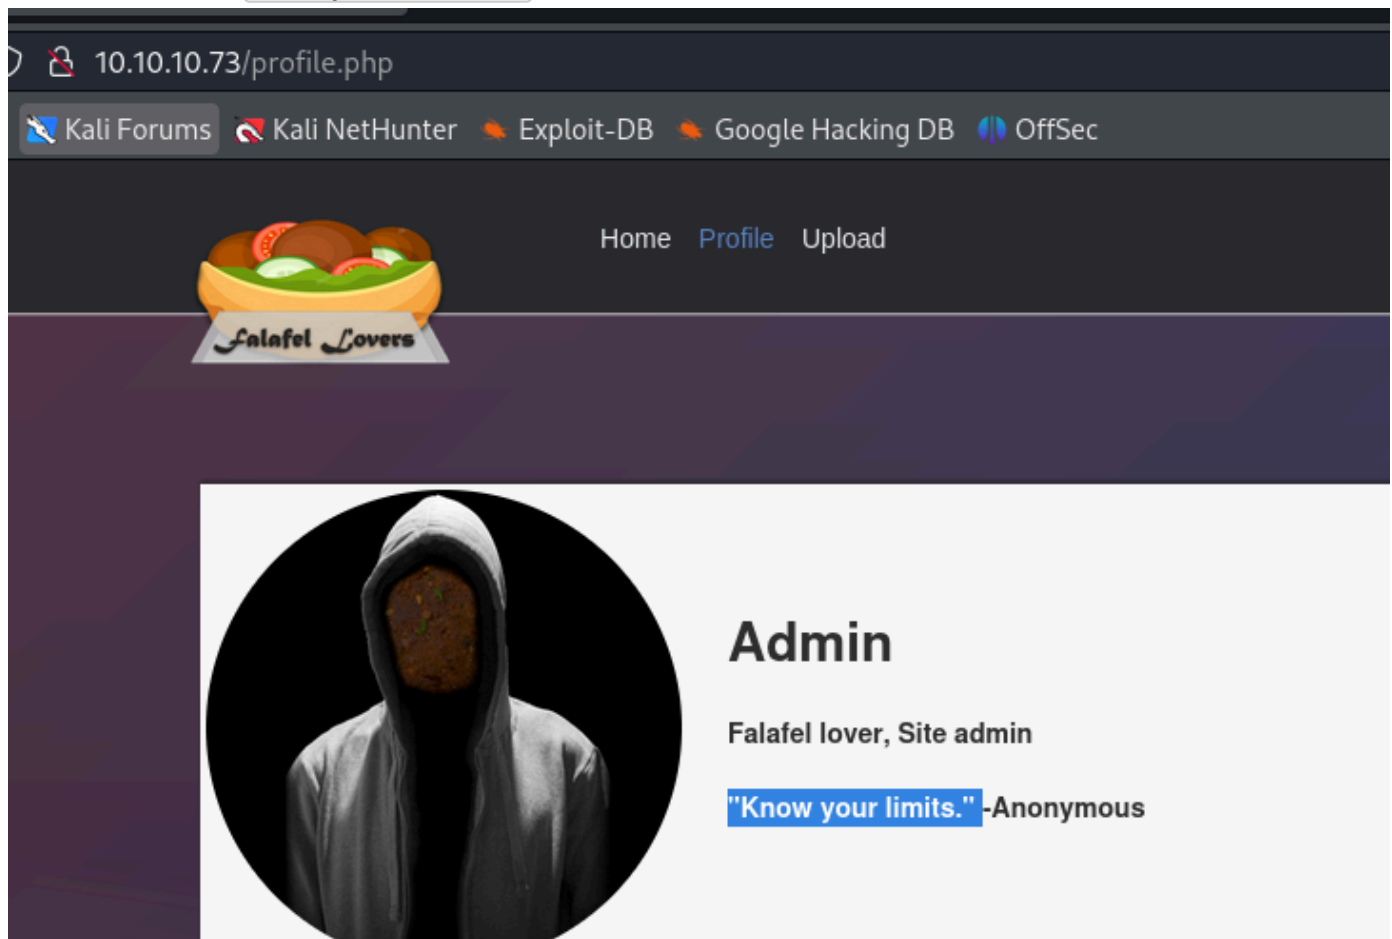 10.10.10.73/profile.php
Kali Forums Kali NetHunter Exploit-DB Google Hacking DB OffSec
Home Profile Upload
Falafel Lovers
Admin
Falafel lover, Site admin
"Know your limits." -Anonymous